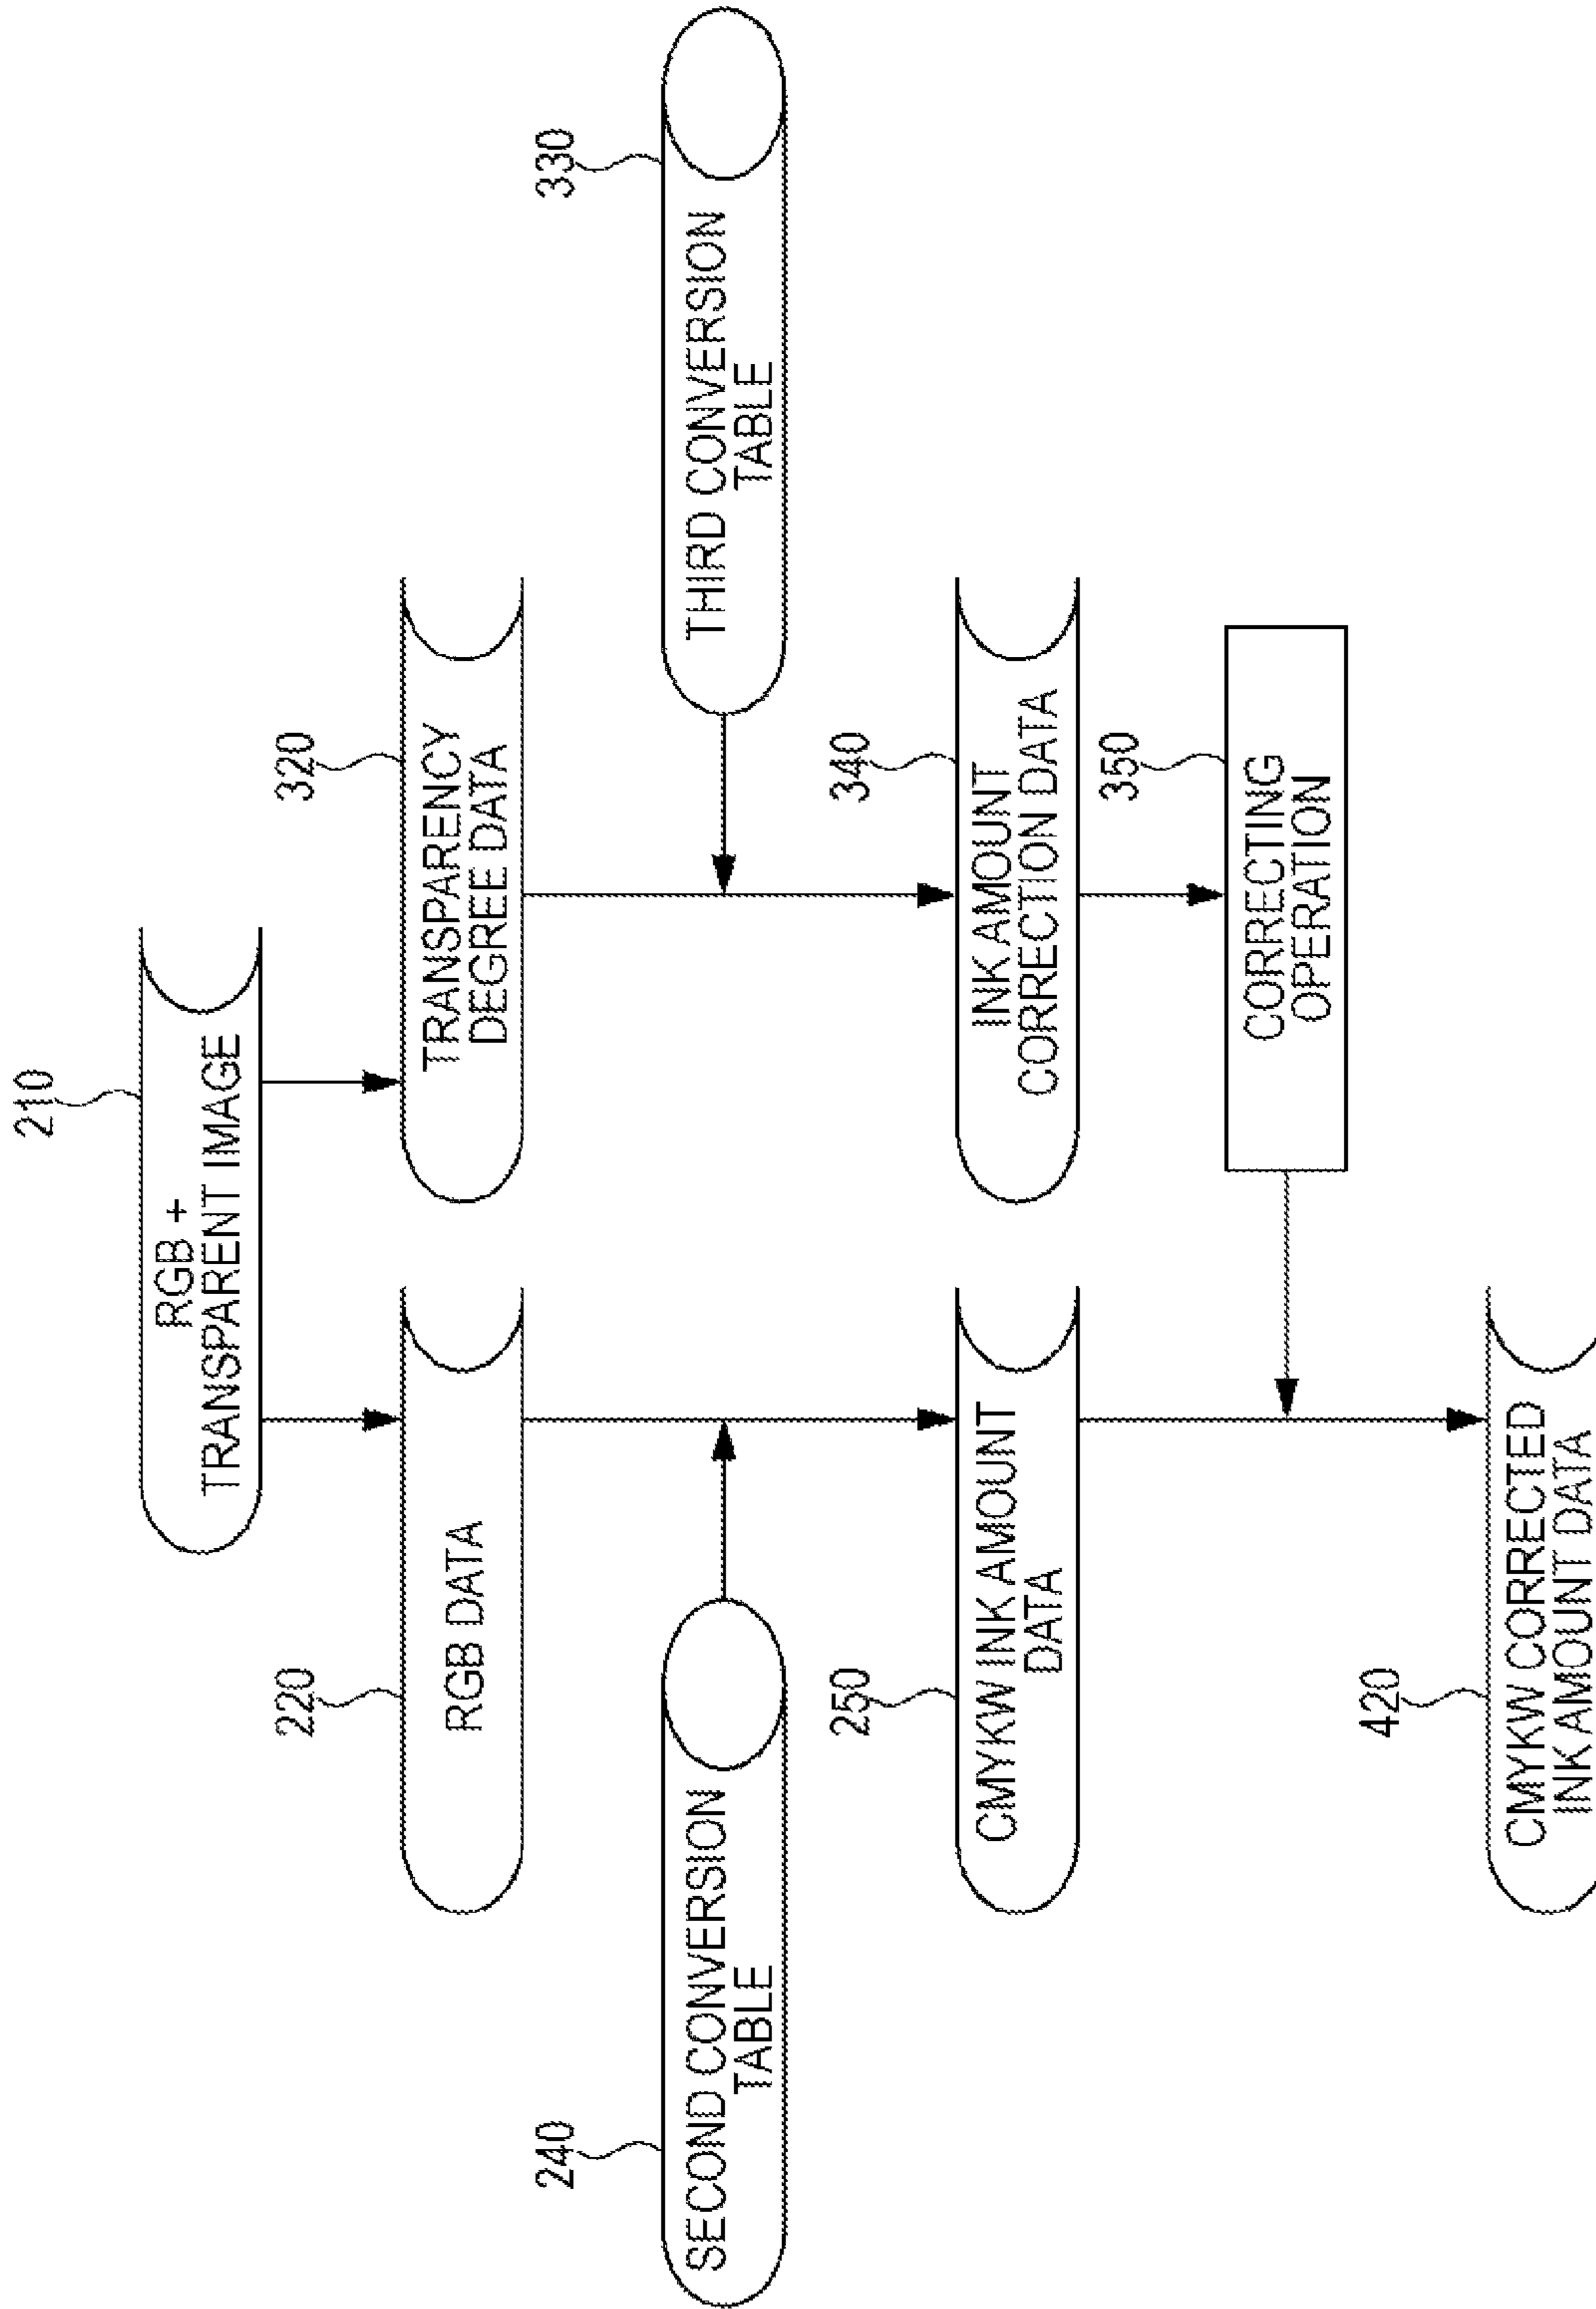 210
RGB +
TRANSPARENT IMAGE
220
RGB DATA
320
TRANSPARENCY
DEGREE DATA
240
SECOND CONVERSION
TABLE
330
THIRD CONVERSION
TABLE
250
CMYKW INK AMOUNT
DATA
340
INK AMOUNT
CORRECTION DATA
350
CORRECTING
OPERATION
420
CMYKW CORRECTED
INK AMOUNT DATA